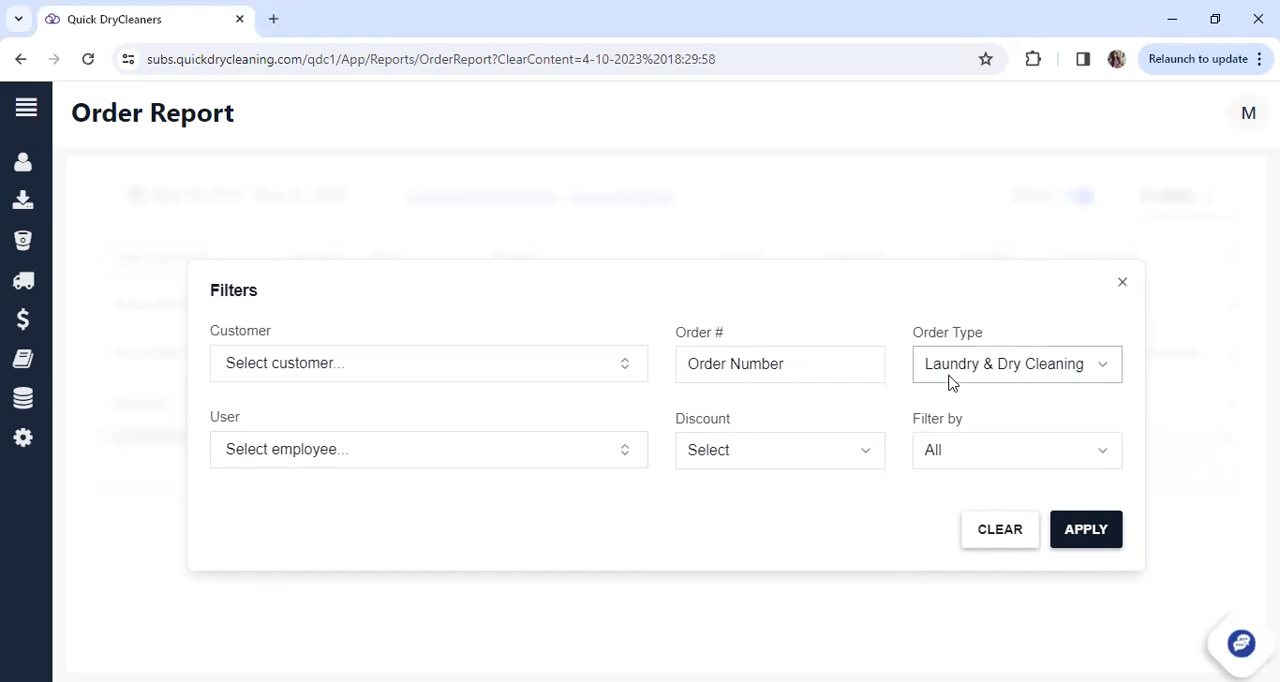 Quick DryCleaners
subs.quickdrycleaning.com/qdc1/App/Reports/OrderReport?ClearContent=4-10-2023%2018:29:58
Relaunch to update
Order Report
M
Filters
Customer
Order #
Order Type
Select customer...
Order Number
Laundry & Dry Cleaning
User
Discount
Filter by
Select employee...
Select
All
CLEAR
APPLY